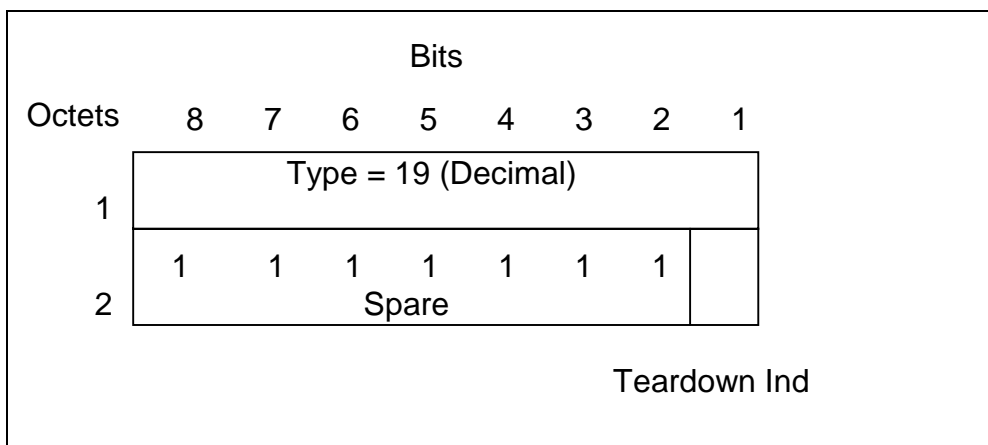 Bits
Octets 8 7 6 5 4 3 2 1
Type = 19 (Decimal)
1
1 1 1 1 1 1 1
2 Spare
Teardown Ind